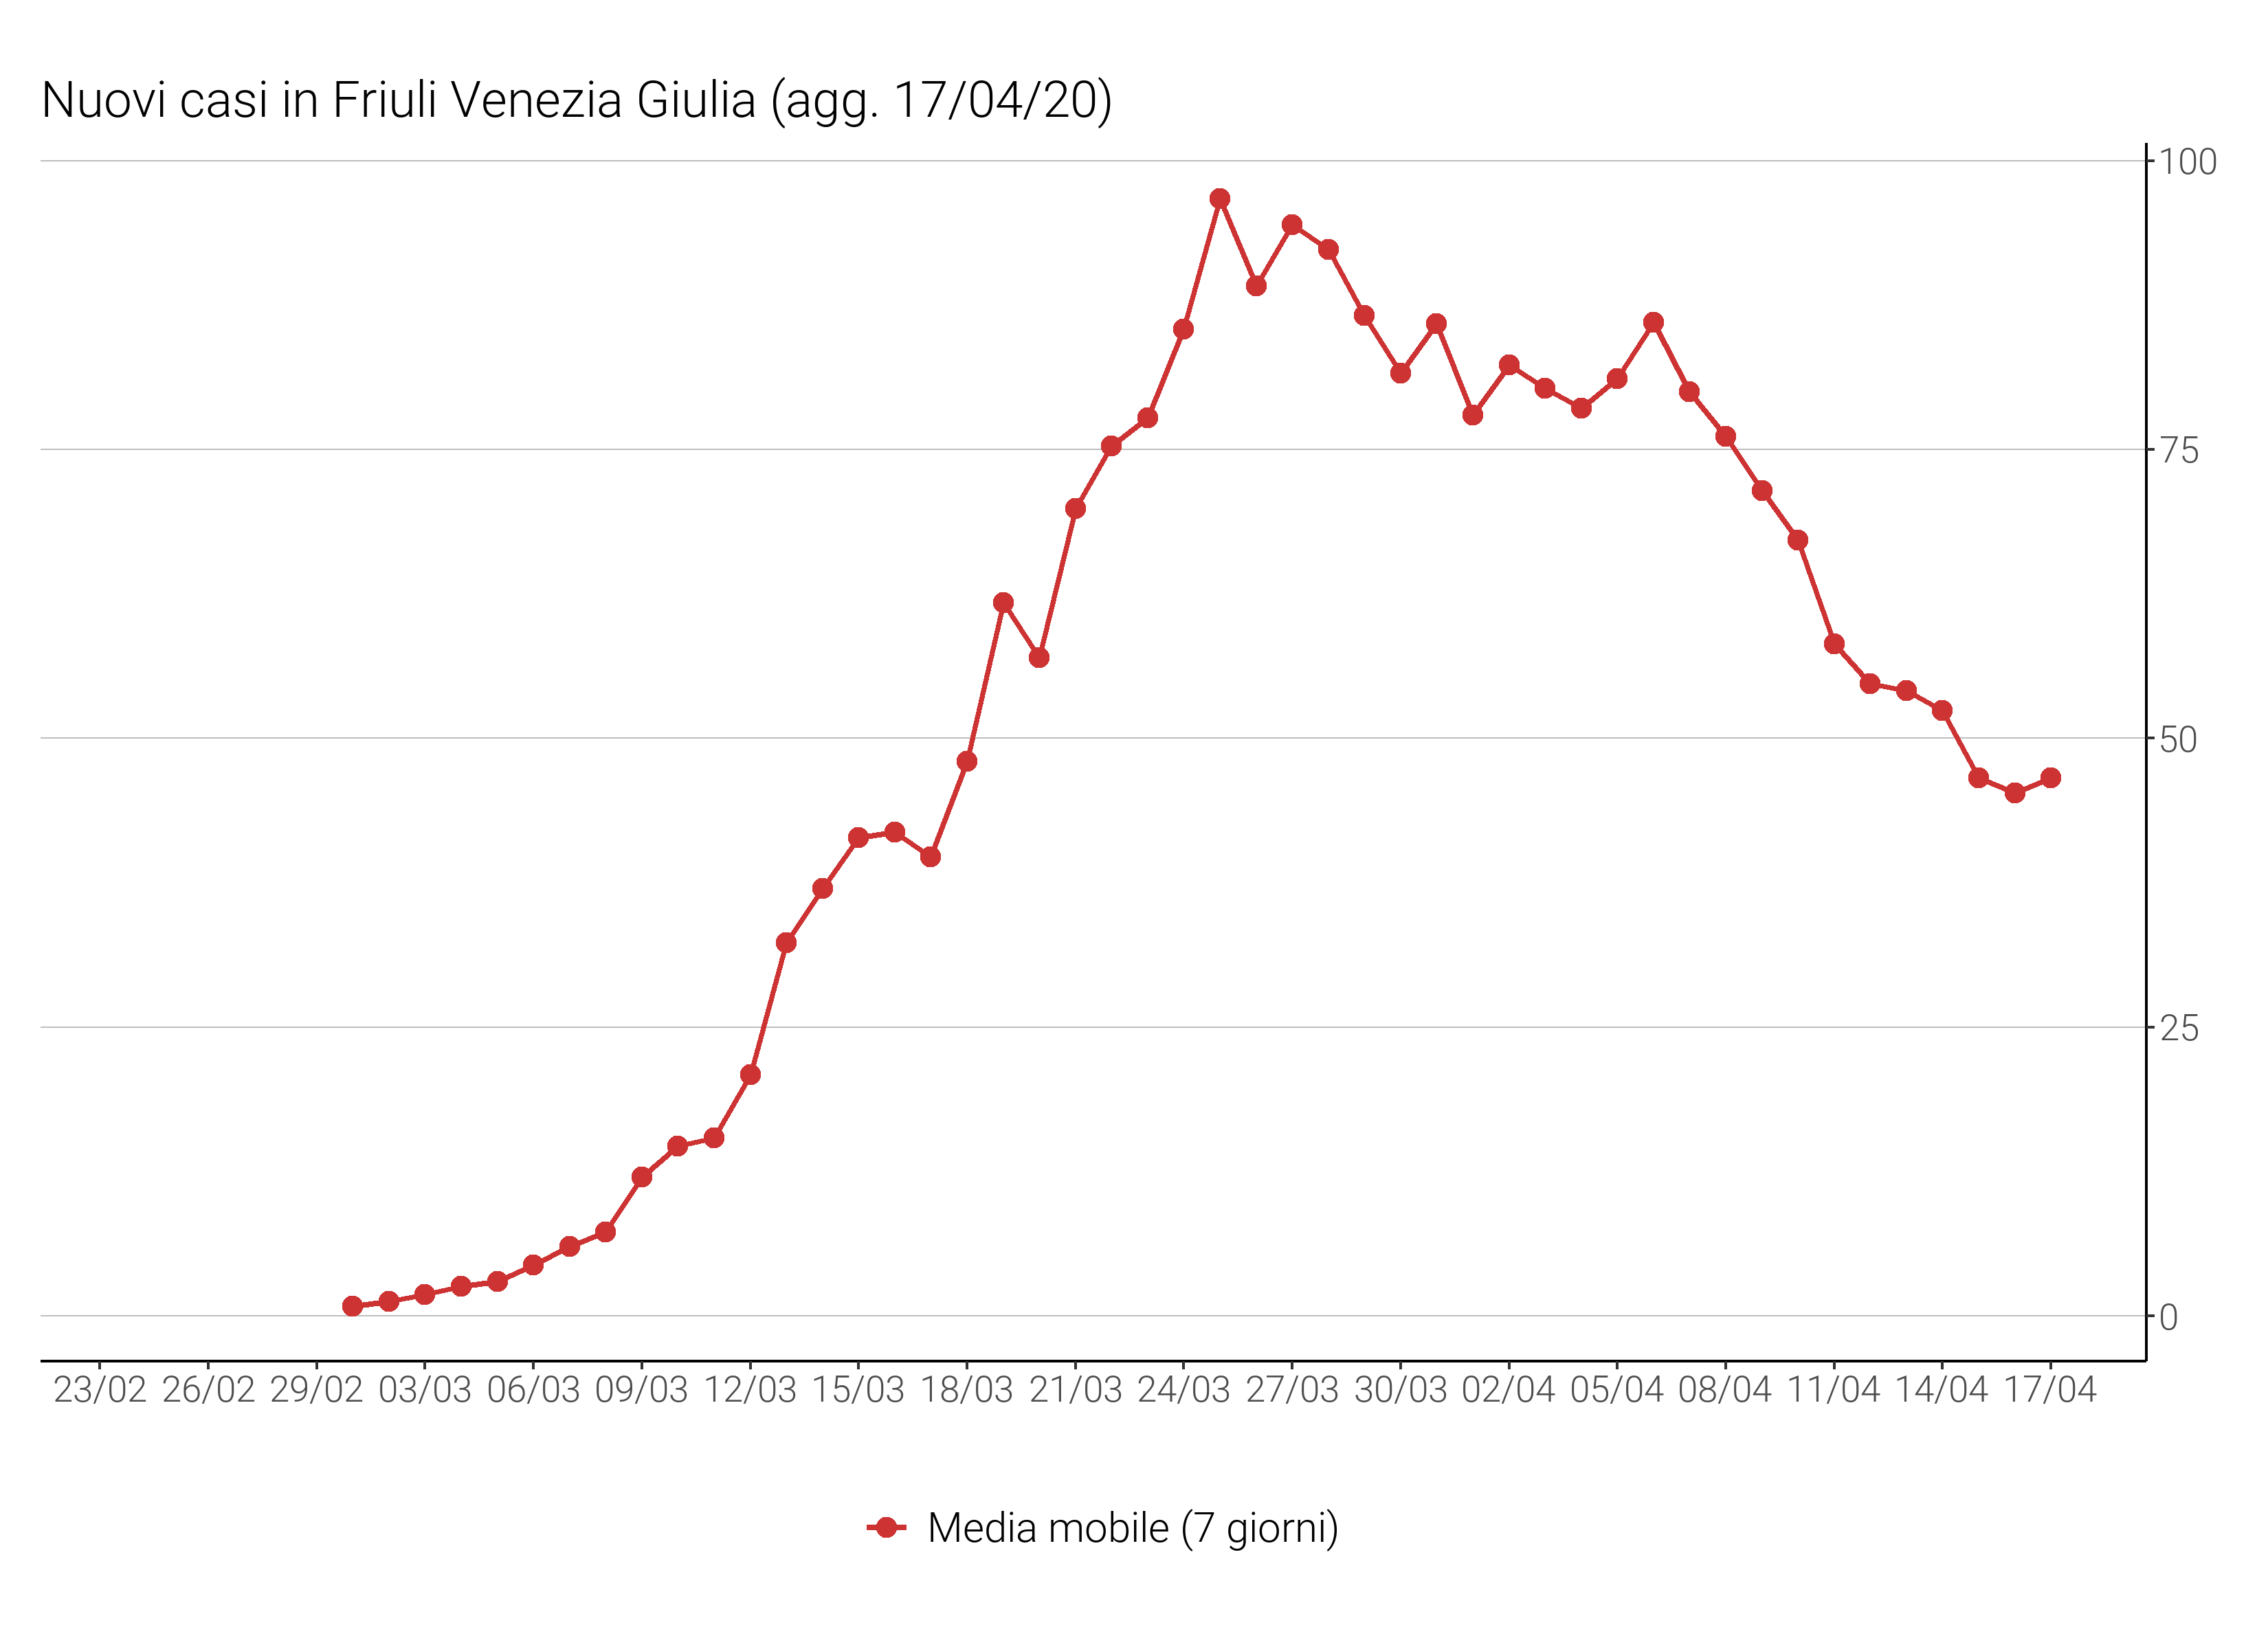 Nuovi casi in Friuli Venezia Giulia (agg. 17/04/20)
100
75
50
25
0
23/02 26/02 29/02 03/03 06/03 09/03 12/03 15/03 18/03 21/03 24/03 27/03 30/03 02/04 05/04 08/04 11/04 14/04 17/04
Media mobile (7 giorni)